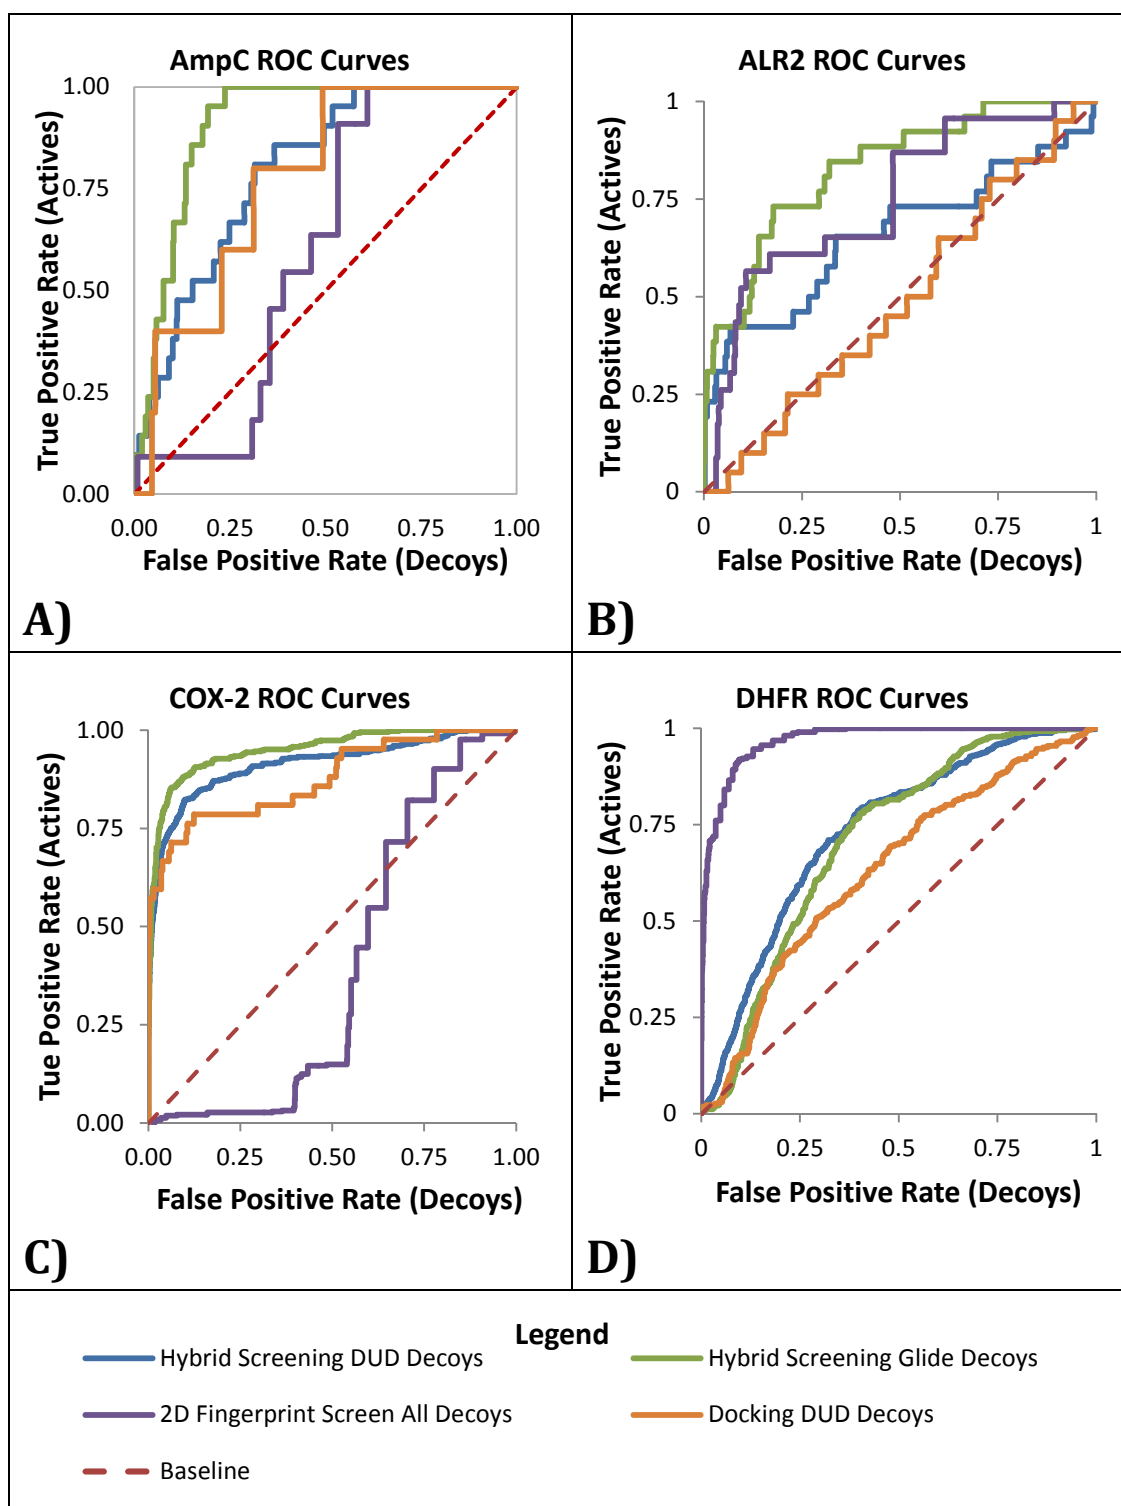 AmpC ROC Curves
True Positive Rate (Actives)
1.00
0.75
0.50
0.25
0.00
0.00 0.25 0.50 0.75 1.00
False Positive Rate (Decoys)
A)
ALR2 ROC Curves
True Positive Rate (Actives)
1
0.75
0.5
0.25
0
0 0.25 0.5 0.75 1
False Positive Rate (Decoys)
B)
COX-2 ROC Curves
Tue Positive Rate (Actives)
1.00
0.75
0.50
0.25
0.00
0.00 0.25 0.50 0.75 1.00
False Positive Rate (Decoys)
C)
DHFR ROC Curves
True Positive Rate (Actives)
1
0.75
0.5
0.25
0
0 0.25 0.5 0.75 1
False Positive Rate (Decoys)
D)
Legend
Hybrid Screening DUD Decoys
Hybrid Screening Glide Decoys
2D Fingerprint Screen All Decoys
Docking DUD Decoys
Baseline